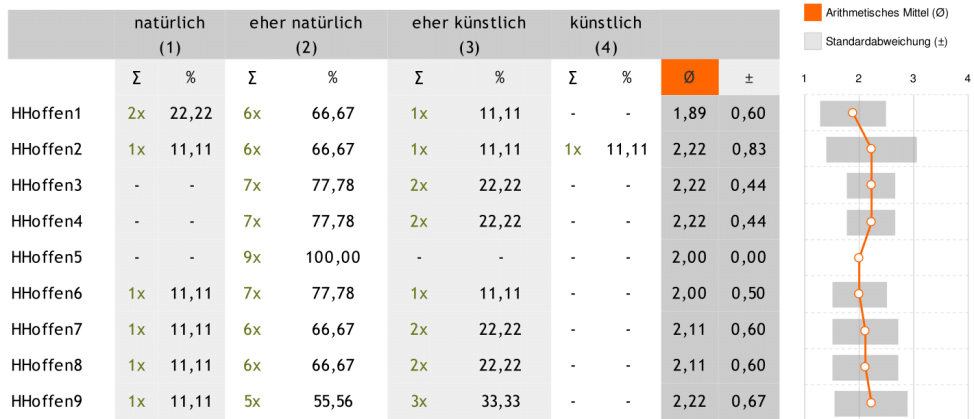 natürlich eher natürlich eher künstlich künstlich
(1) (2) (3) (4)
Arithmetisches Mittel (Ø)
Standardabweichung (±)
Σ % Σ % Σ % Σ % Ø ± 1 2 3 4
HHoffen1 2x 22,22 6x 66,67 1x 11,11 - - 1,89 0,60
HHoffen2 1x 11,11 6x 66,67 1x 11,11 1x 11,11 2,22 0,83
HHoffen3 - - 7x 77,78 2x 22,22 - - 2,22 0,44
HHoffen4 - - 7x 77,78 2x 22,22 - - 2,22 0,44
HHoffen5 - - 9x 100,00 - - - - 2,00 0,00
HHoffen6 1x 11,11 7x 77,78 1x 11,11 - - 2,00 0,50
HHoffen7 1x 11,11 6x 66,67 2x 22,22 - - 2,11 0,60
HHoffen8 1x 11,11 6x 66,67 2x 22,22 - - 2,11 0,60
HHoffen9 1x 11,11 5x 55,56 3x 33,33 - - 2,22 0,67